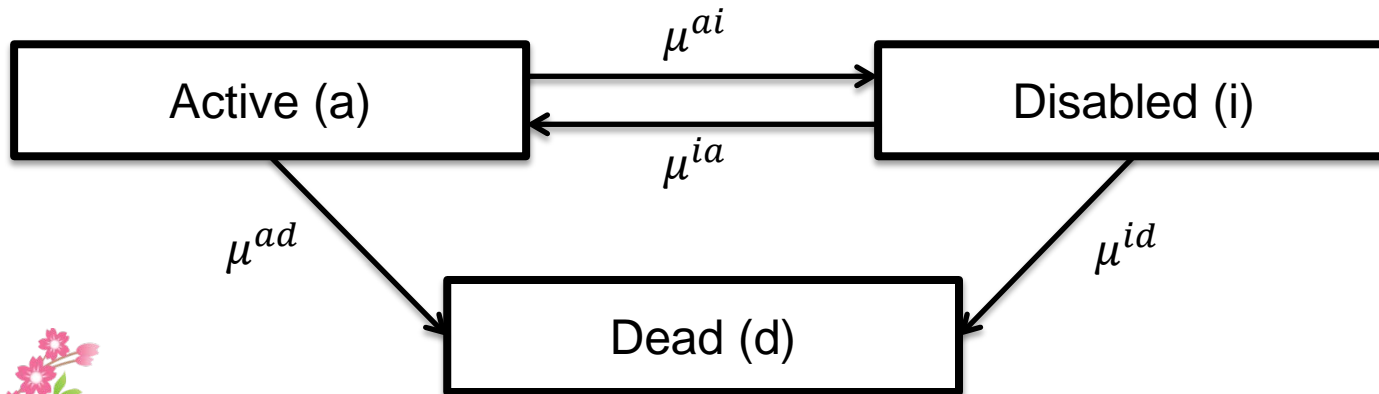 μ^{ai}
Active (a)
Disabled (i)
μ^{ia}
μ^{ad}
μ^{id}
Dead (d)